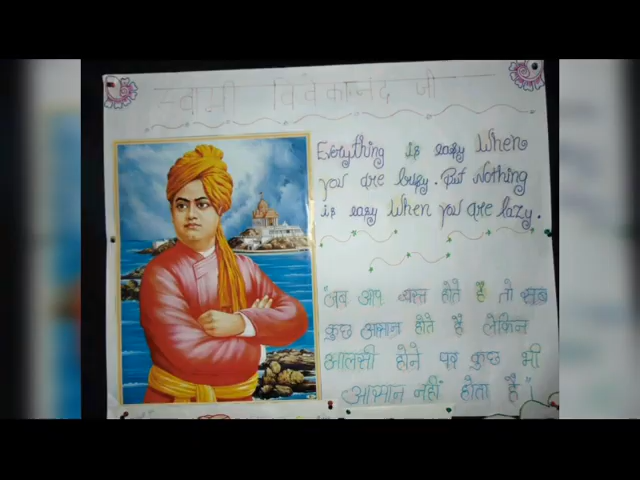 स्वामी विवेकानंद जी
Everything is easy When
you are busy. But Nothing
is easy When you are lazy.
"जब आप व्यस्त होते हैं तो सब
कुछ आसान होते है लेकिन
आलसी होने पर कुछ भी
आसान नहीं होता है"।